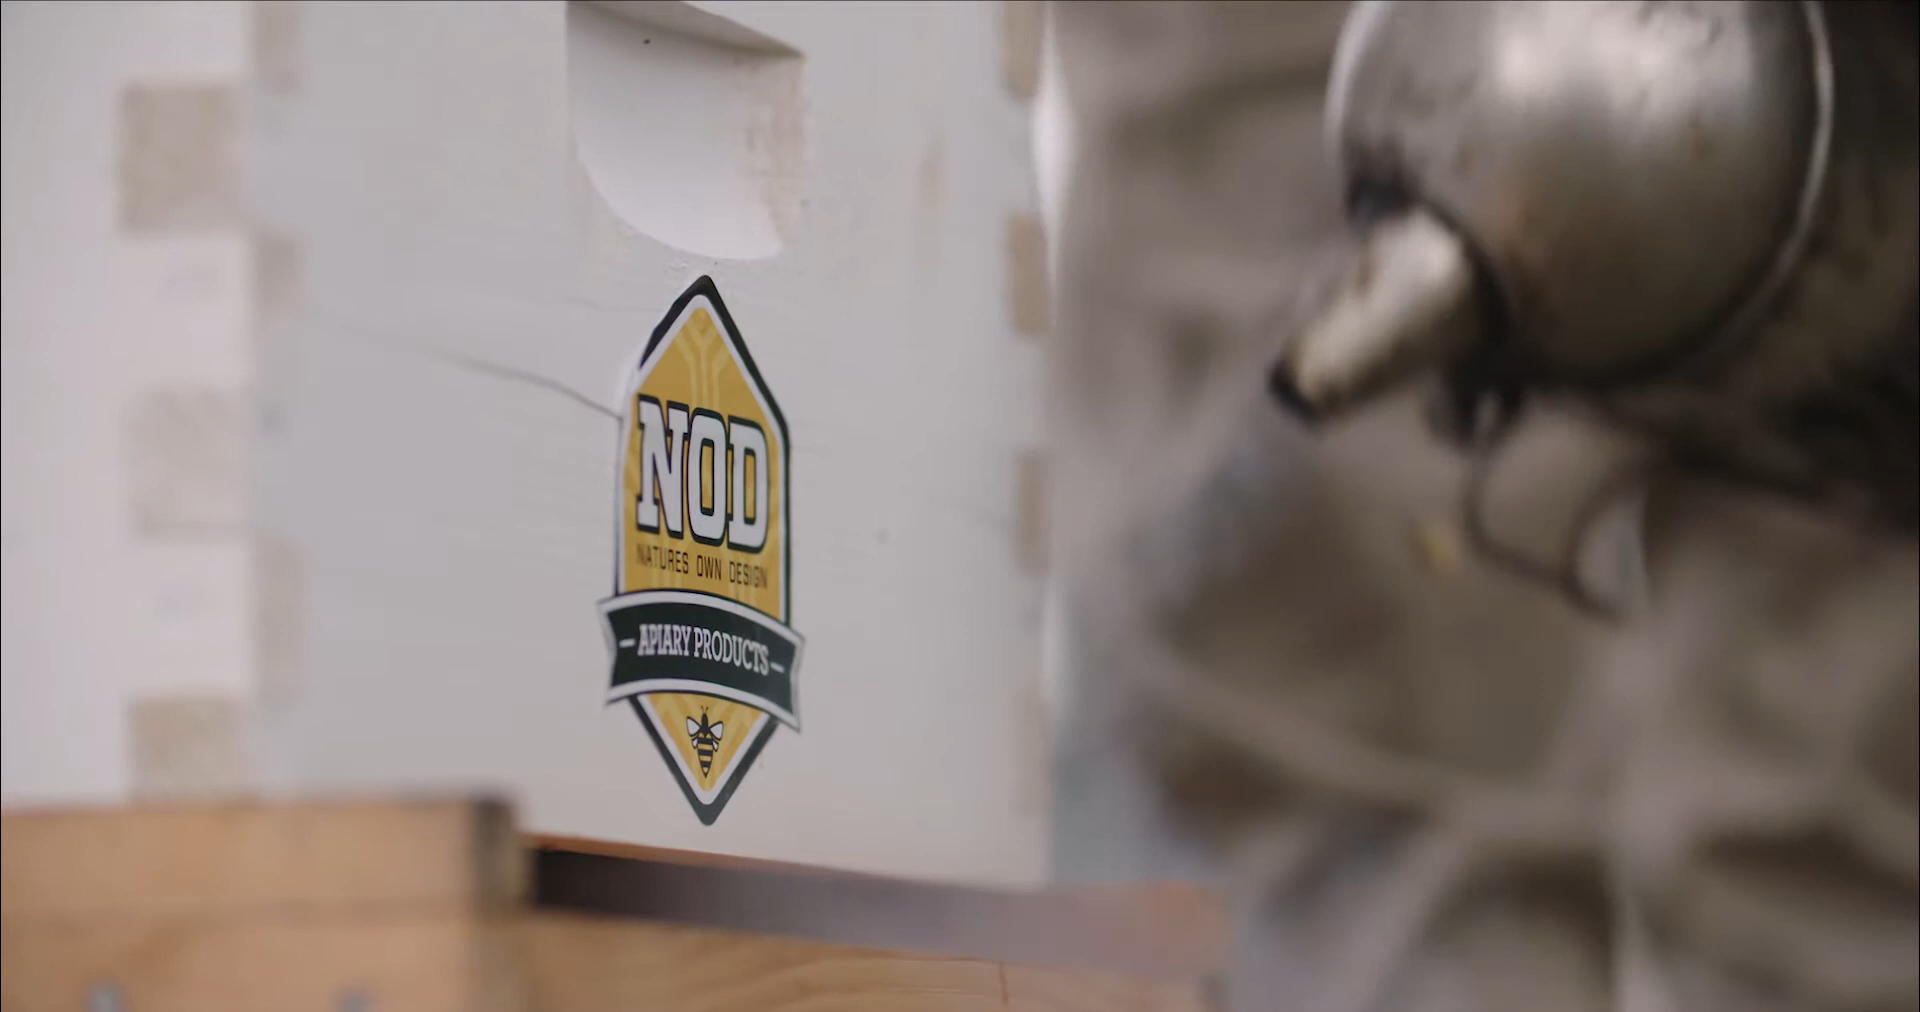 NOD
NATURES OWN DESIGN
– APIARY PRODUCTS –